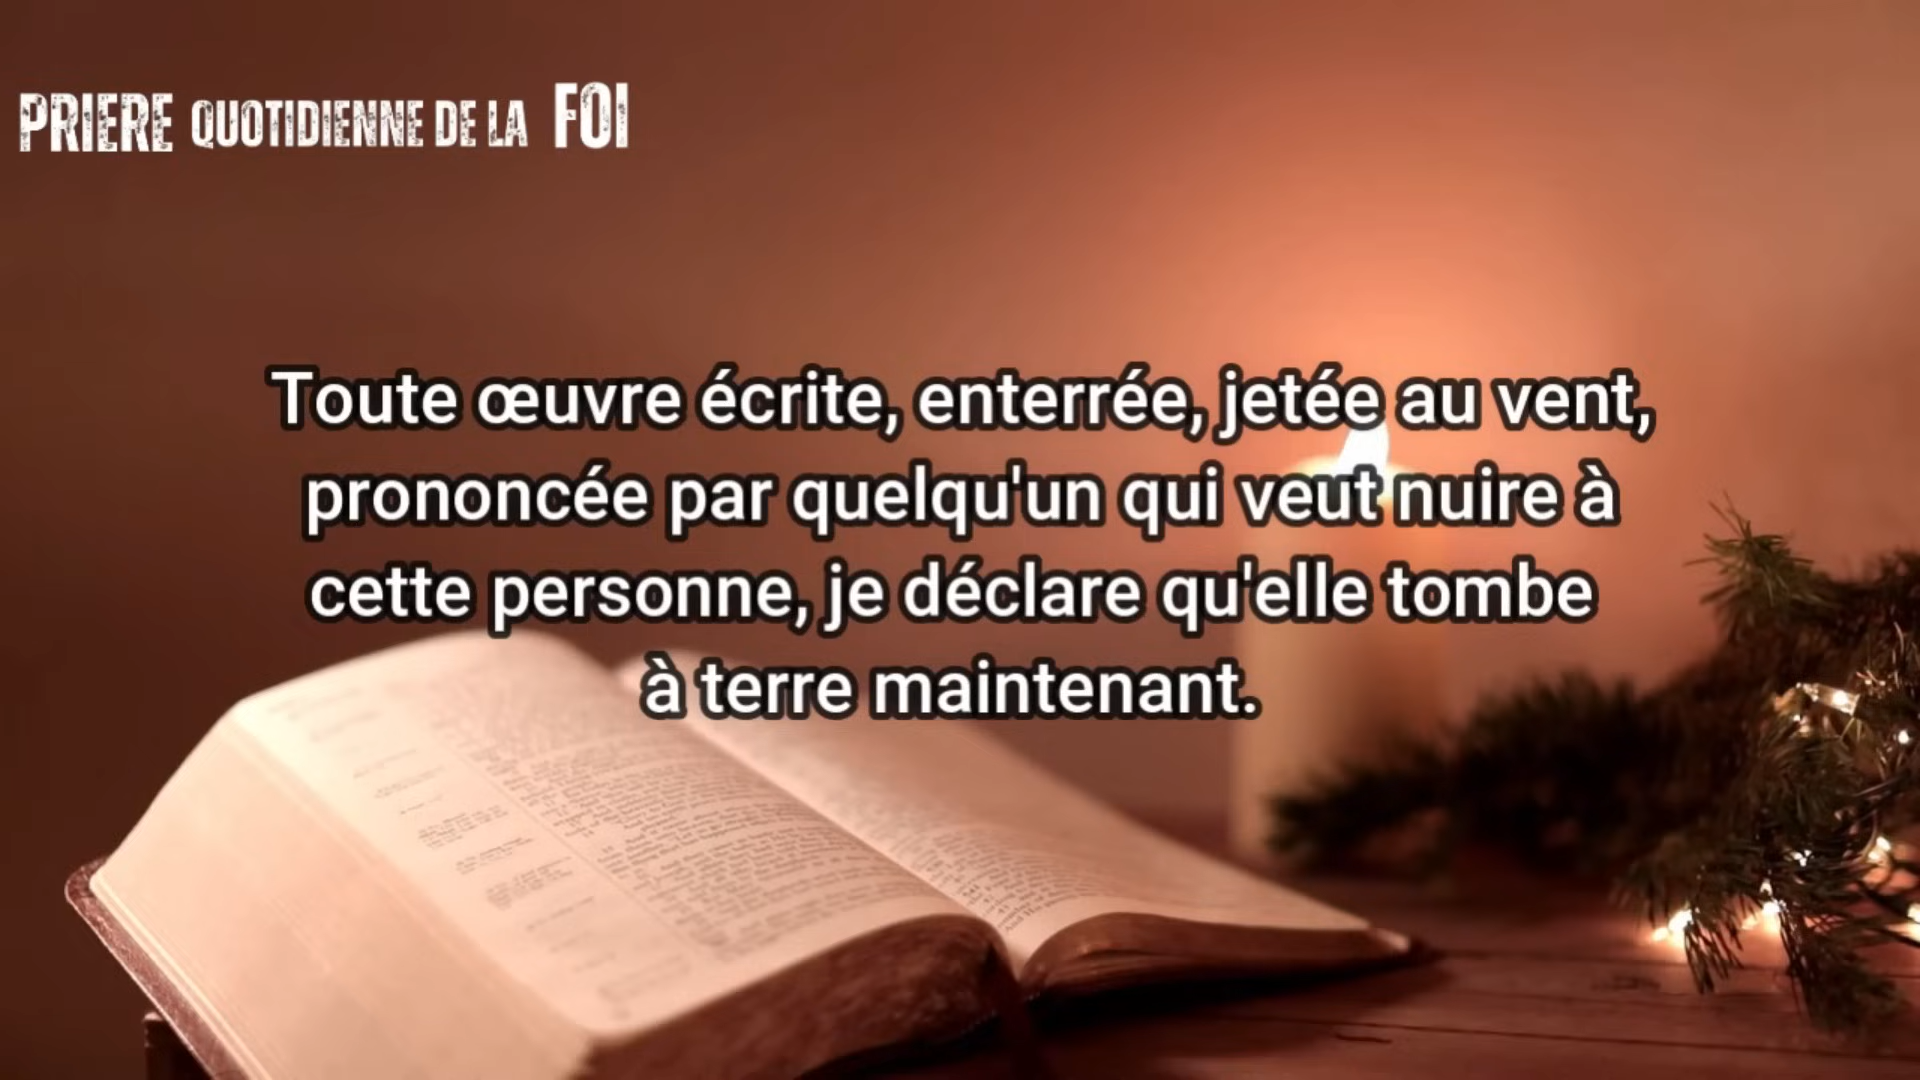 PRIERE QUOTIDIENNE DE LA FOI
Toute œuvre écrite, enterrée, jetée au vent,
prononcée par quelqu'un qui veut nuire à
cette personne, je déclare qu'elle tombe
à terre maintenant.